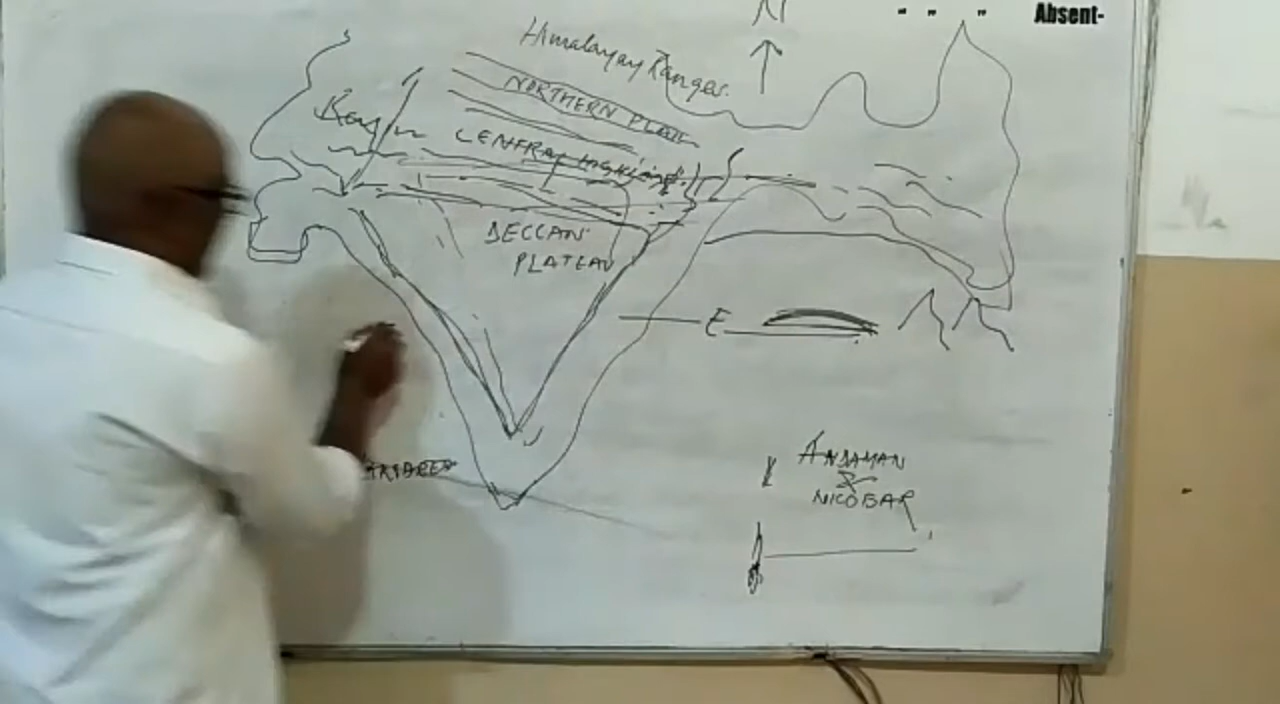 N
" " " Absent-
Himalayan Ranges.
NORTHERN PLAIN
CENTRAL
DECCAN
PLATEAU
E
ANDAMAN
&
NICOBAR